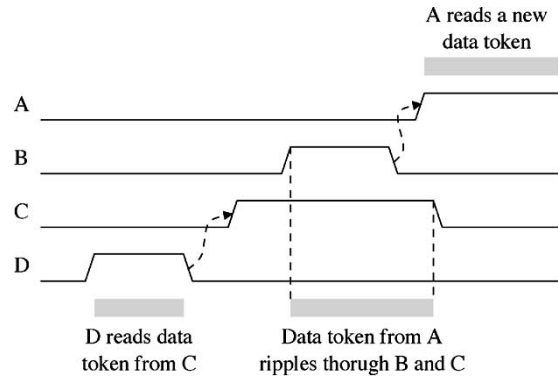 A reads a new
data token
A
B
C
D
D reads data
token from C
Data token from A
ripples thorugh B and C